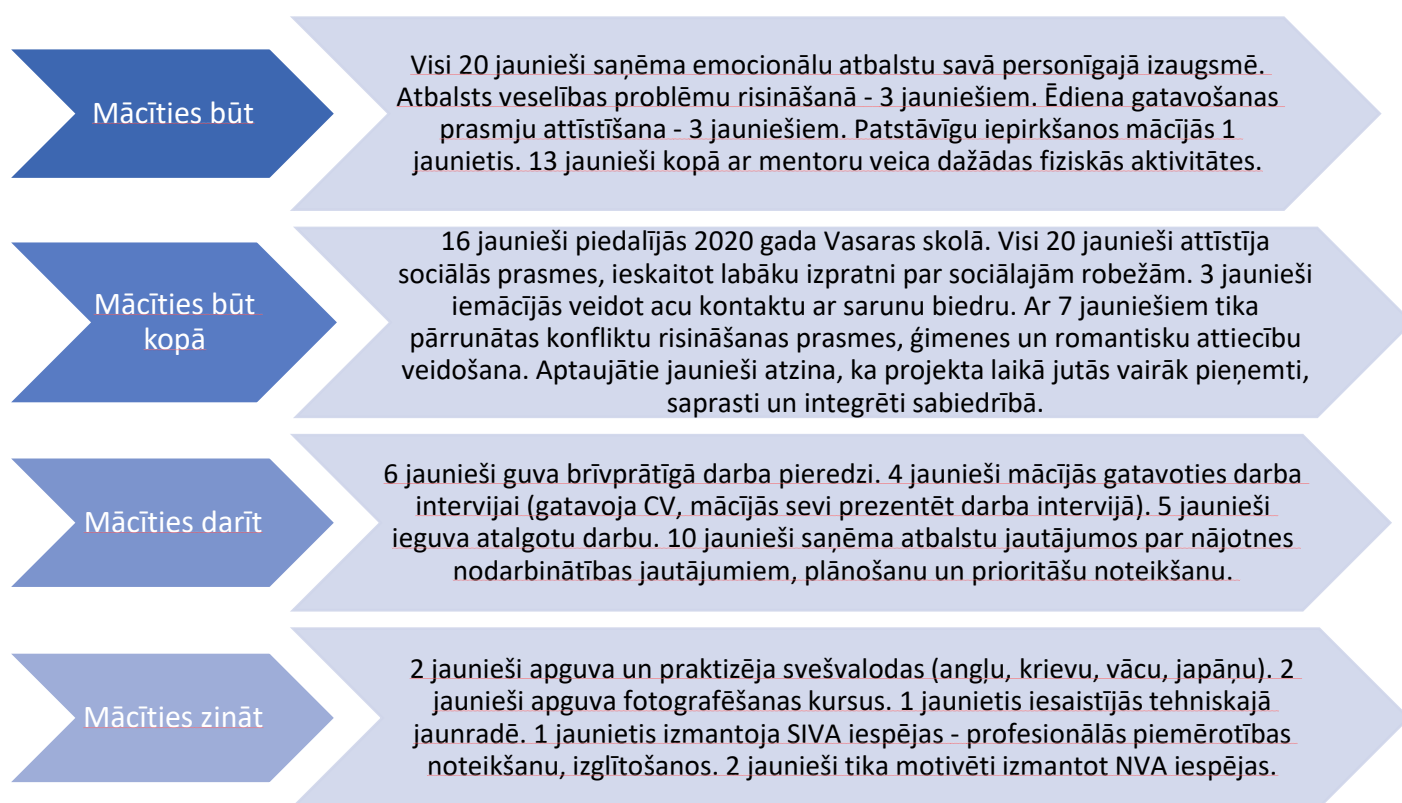 Mācīties būt
Visi 20 jaunieši saņēma emocionālu atbalstu savā personīgajā izaugsmē.
Atbalsts veselības problēmu risināšanā - 3 jauniešiem. Ēdiena gatavošanas
prasmju attīstīšana - 3 jauniešiem. Patstāvīgu iepirkšanos mācījās 1
jaunietis. 13 jaunieši kopā ar mentoru veica dažādas fiziskās aktivitātes.
Mācīties būt
kopā
16 jaunieši piedalījās 2020 gada Vasaras skolā. Visi 20 jaunieši attīstīja
sociālās prasmes, ieskaitot labāku izpratni par sociālajām robežām. 3 jaunieši
iemācījās veidot acu kontaktu ar sarunu biedru. Ar 7 jauniešiem tika
pārrunātas konfliktu risināšanas prasmes, ģimenes un romantisku attiecību
veidošana. Aptaujātie jaunieši atzina, ka projekta laikā jutās vairāk pieņemti,
saprasti un integrēti sabiedrībā.
Mācīties darīt
6 jaunieši guva brīvprātīgā darba pieredzi. 4 jaunieši mācījās gatavoties darba
intervijai (gatavoja CV, mācījās sevi prezentēt darba intervijā). 5 jaunieši
ieguva atalgotu darbu. 10 jaunieši saņēma atbalstu jautājumos par nājotnes
nodarbinātības jautājumiem, plānošanu un prioritāšu noteikšanu.
Mācīties zināt
2 jaunieši apguva un praktizēja svešvalodas (angļu, krievu, vācu, japāņu). 2
jaunieši apguva fotografēšanas kursus. 1 jaunietis iesaistījās tehniskajā
jaunradē. 1 jaunietis izmantoja SIVA iespējas - profesionālās piemērotības
noteikšanu, izglītošanos. 2 jaunieši tika motivēti izmantot NVA iespējas.